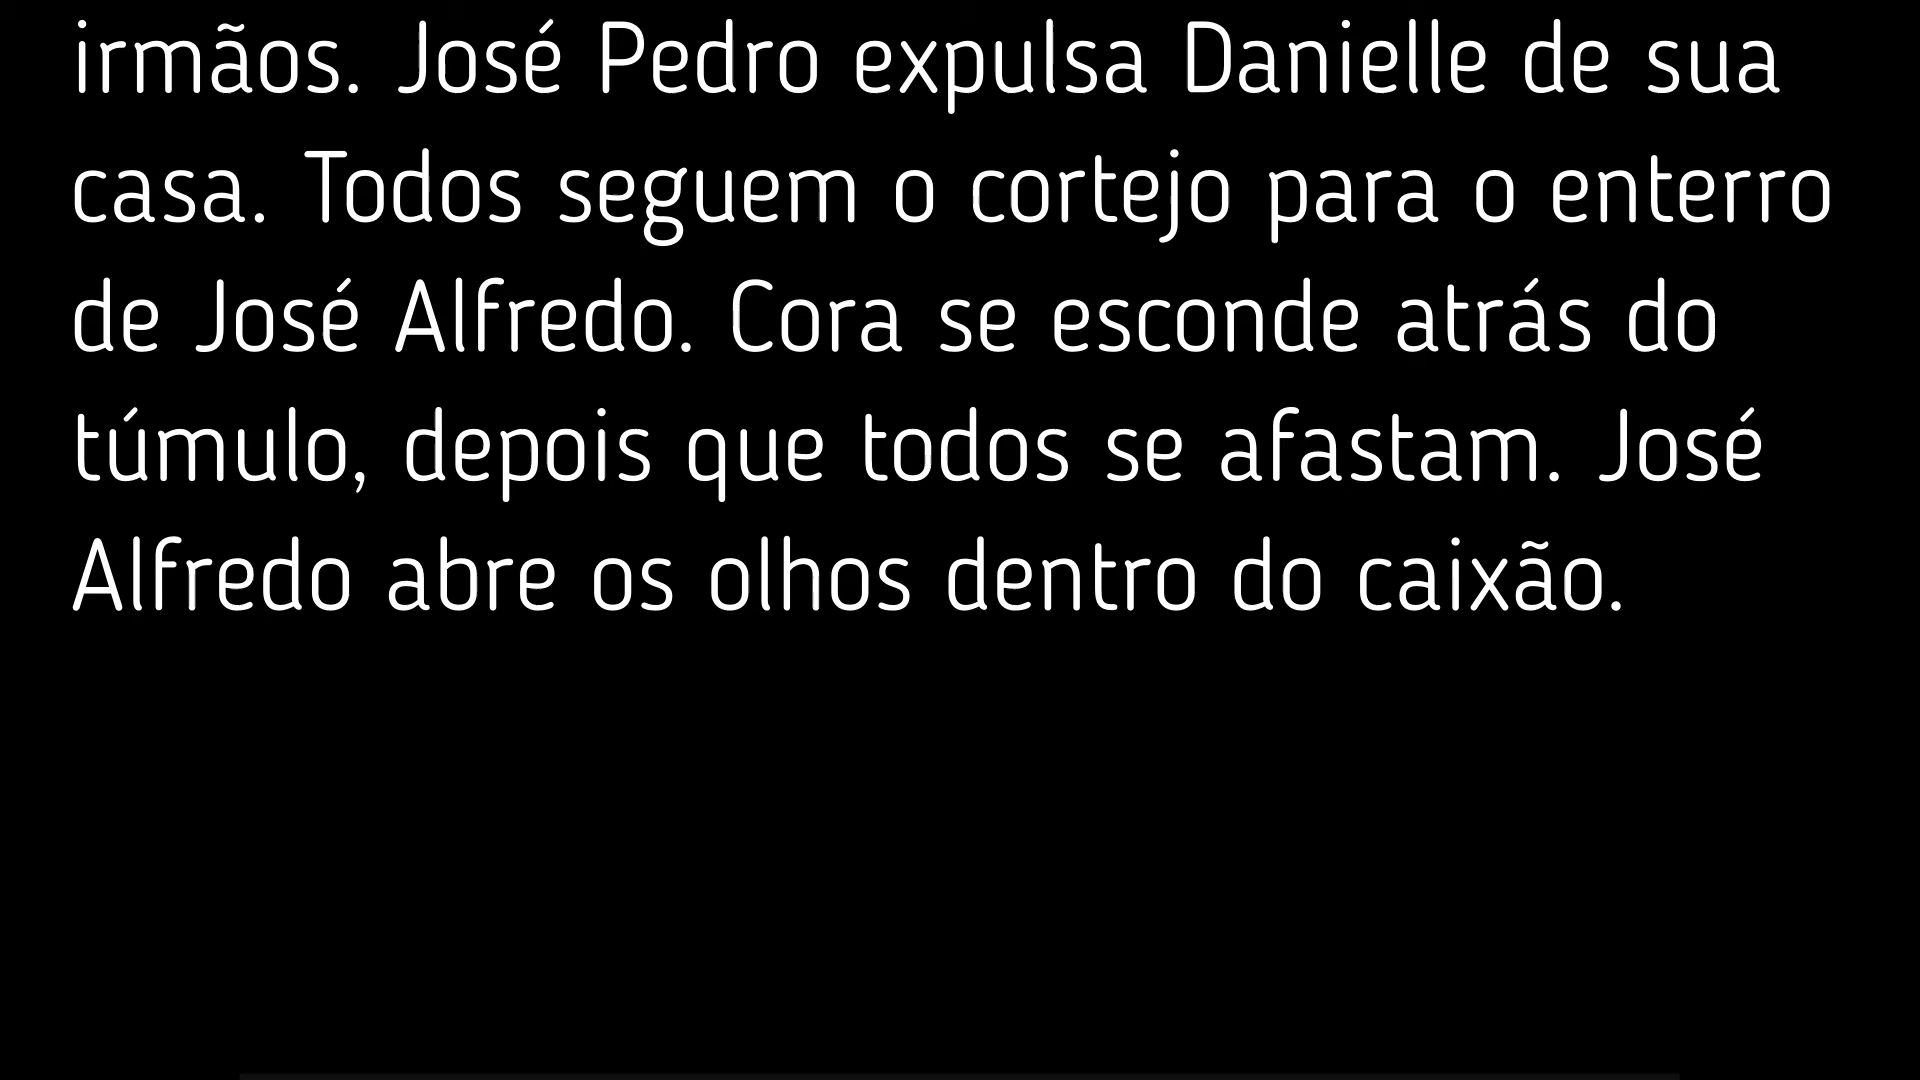 irmãos. José Pedro expulsa Danielle de sua
casa. Todos seguem o cortejo para o enterro
de José Alfredo. Cora se esconde atrás do
túmulo, depois que todos se afastam. José
Alfredo abre os olhos dentro do caixão.